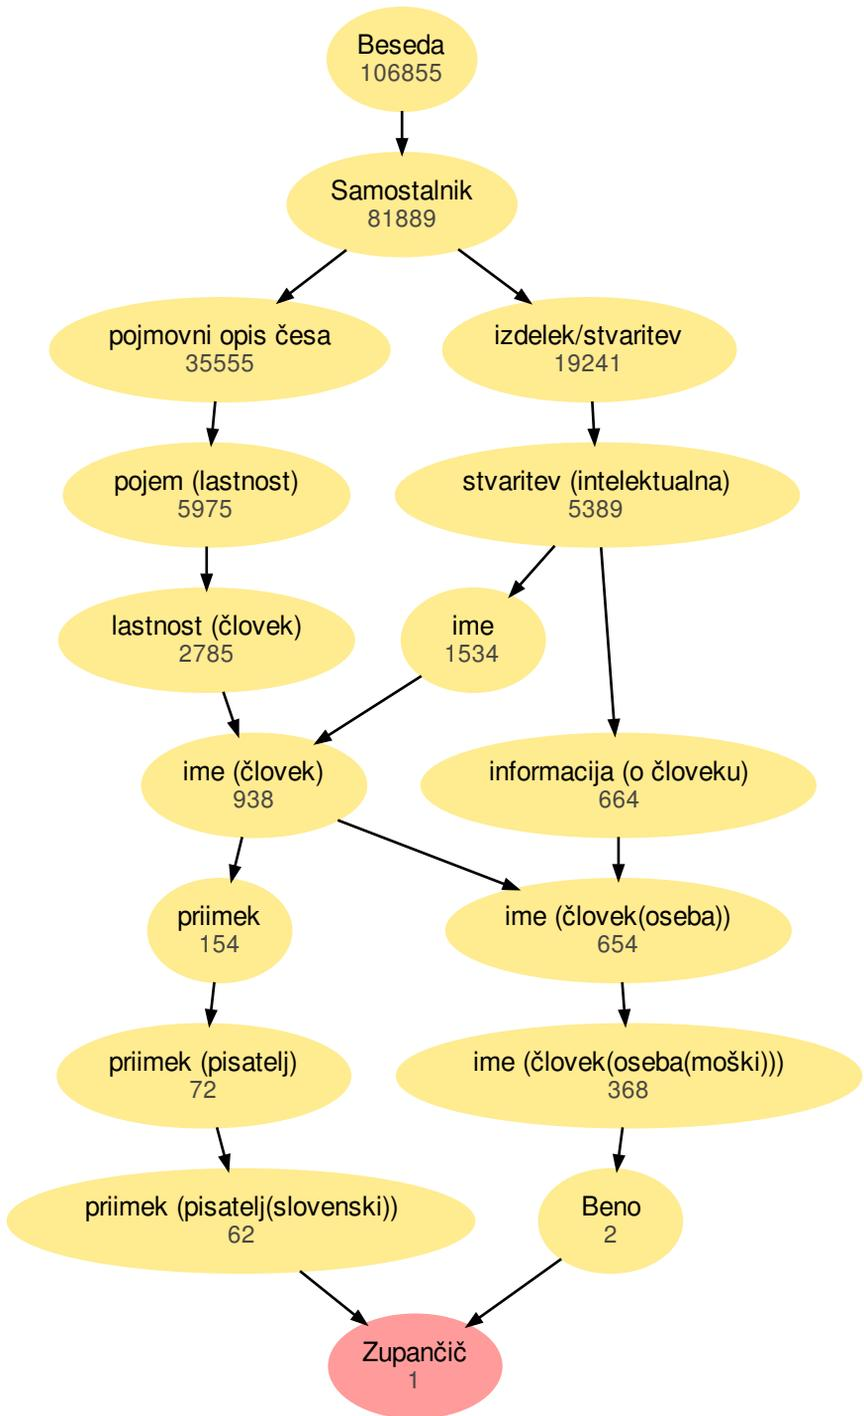 Beseda
106855
Samostalnik
81889
pojmovni opis česa
35555
izdelek/stvaritev
19241
pojem (lastnost)
5975
stvaritev (intelektualna)
5389
lastnost (človek)
2785
ime
1534
ime (človek)
938
informacija (o človeku)
664
priimek
154
ime (človek(oseba))
654
priimek (pisatelj)
72
ime (človek(oseba(moški)))
368
priimek (pisatelj(slovenski))
62
Beno
2
Zupančič
1